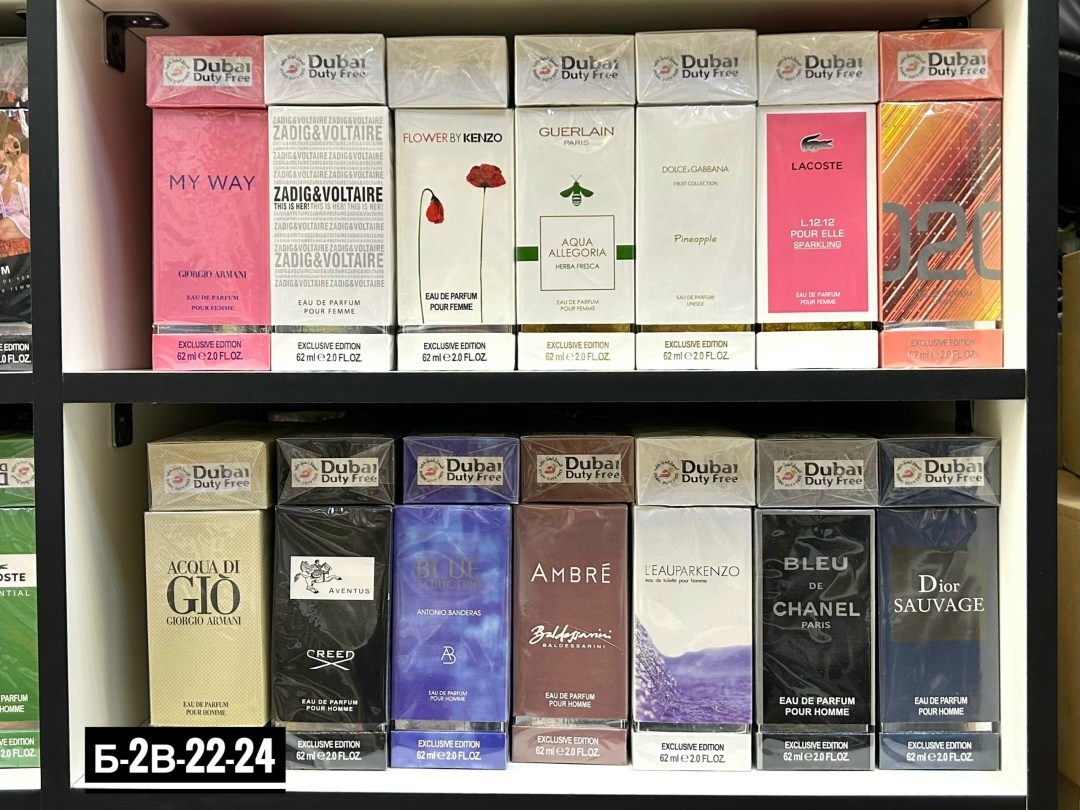 Dubai
Duty Free
MY WAY
GIORGIO ARMANI
EAU DE PARFUM
POUR FEMME
EXCLUSIVE EDITION
62 ml e 2.0 FL.OZ.
Dubai
Duty Free
ZADIG&VOLTAIRE
ZADIG&VOLTAIRE
THIS IS HER!
ZADIG&VOLTAIRE
EAU DE PARFUM
POUR FEMME
EXCLUSIVE EDITION
62 ml e 2.0 FL.OZ.
FLOWER BY KENZO
EAU DE PARFUM
POUR FEMME
EXCLUSIVE EDITION
62 ml e 2.0 FL.OZ.
Dubai
Duty Free
GUERLAIN
PARIS
AQUA
ALLEGORIA
HERBA FRESCA
EAU DE PARFUM
POUR FEMME
EXCLUSIVE EDITION
62 ml e 2.0 FL.OZ.
Dubai
Duty Free
DOLCE & GABBANA
FRUIT COLLECTION
Pineapple
EAU DE PARFUM
UNISEX
EXCLUSIVE EDITION
62 ml e 2.0 FL.OZ.
Dubai
Duty Free
LACOSTE
L.12.12
POUR ELLE
SPARKLING
EAU DE PARFUM
POUR FEMME
Dubai
Duty Free
020
EXCLUSIVE EDITION
62 ml e 2.0 FL.OZ.
Dubai
Duty Free
ACQUA DI
GIÒ
GIORGIO ARMANI
EAU DE PARFUM
POUR HOMME
Dubai
Duty Free
AVENTUS
CREED
EAU DE PARFUM
POUR HOMME
EXCLUSIVE EDITION
62 ml e 2.0 FL.OZ.
Dubai
Duty Free
BLUE
SEDUCTION
ANTONIO BANDERAS
AB
EAU DE PARFUM
POUR HOMME
EXCLUSIVE EDITION
62 ml e 2.0 FL.OZ.
Dubai
Duty Free
AMBRÉ
Baldessarini
BALDESSARINI
EAU DE PARFUM
POUR HOMME
EXCLUSIVE EDITION
62 ml e 2.0 FL.OZ.
Dubai
Duty Free
L'EAUPARKENZO
eau de toilette pour homme
EXCLUSIVE EDITION
62 ml e 2.0 FL.OZ.
Dubai
Duty Free
BLEU
DE
CHANEL
PARIS
EAU DE PARFUM
POUR HOMME
EXCLUSIVE EDITION
62 ml e 2.0 FL.OZ.
Dubai
Duty Free
Dior
SAUVAGE
EAU DE PARFUM
POUR HOMME
EXCLUSIVE EDITION
62 ml e 2.0 FL.OZ.
Б-2В-22-24